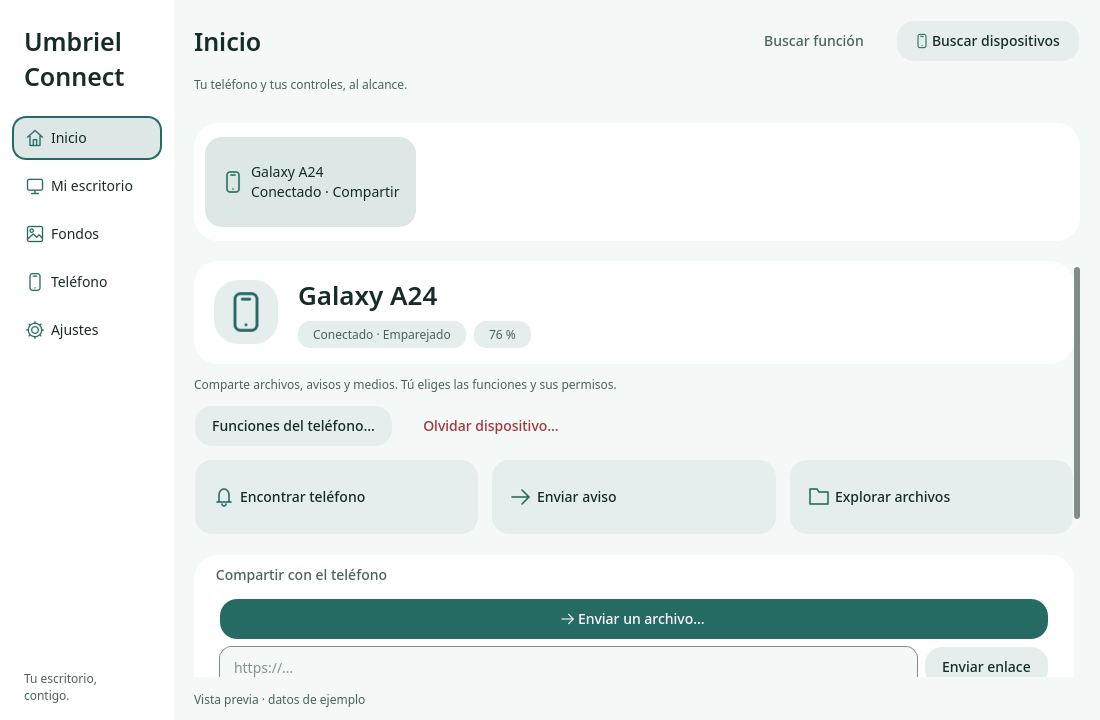 Umbriel
Connect
Inicio
Mi escritorio
Fondos
Teléfono
Ajustes
Tu escritorio,
contigo.
Inicio
Buscar función
Buscar dispositivos
Tu teléfono y tus controles, al alcance.
Galaxy A24
Conectado · Compartir
Galaxy A24
Conectado · Emparejado
76 %
Comparte archivos, avisos y medios. Tú eliges las funciones y sus permisos.
Funciones del teléfono...
Olvidar dispositivo...
Encontrar teléfono
Enviar aviso
Explorar archivos
Compartir con el teléfono
Enviar un archivo...
https://...
Enviar enlace
Vista previa · datos de ejemplo